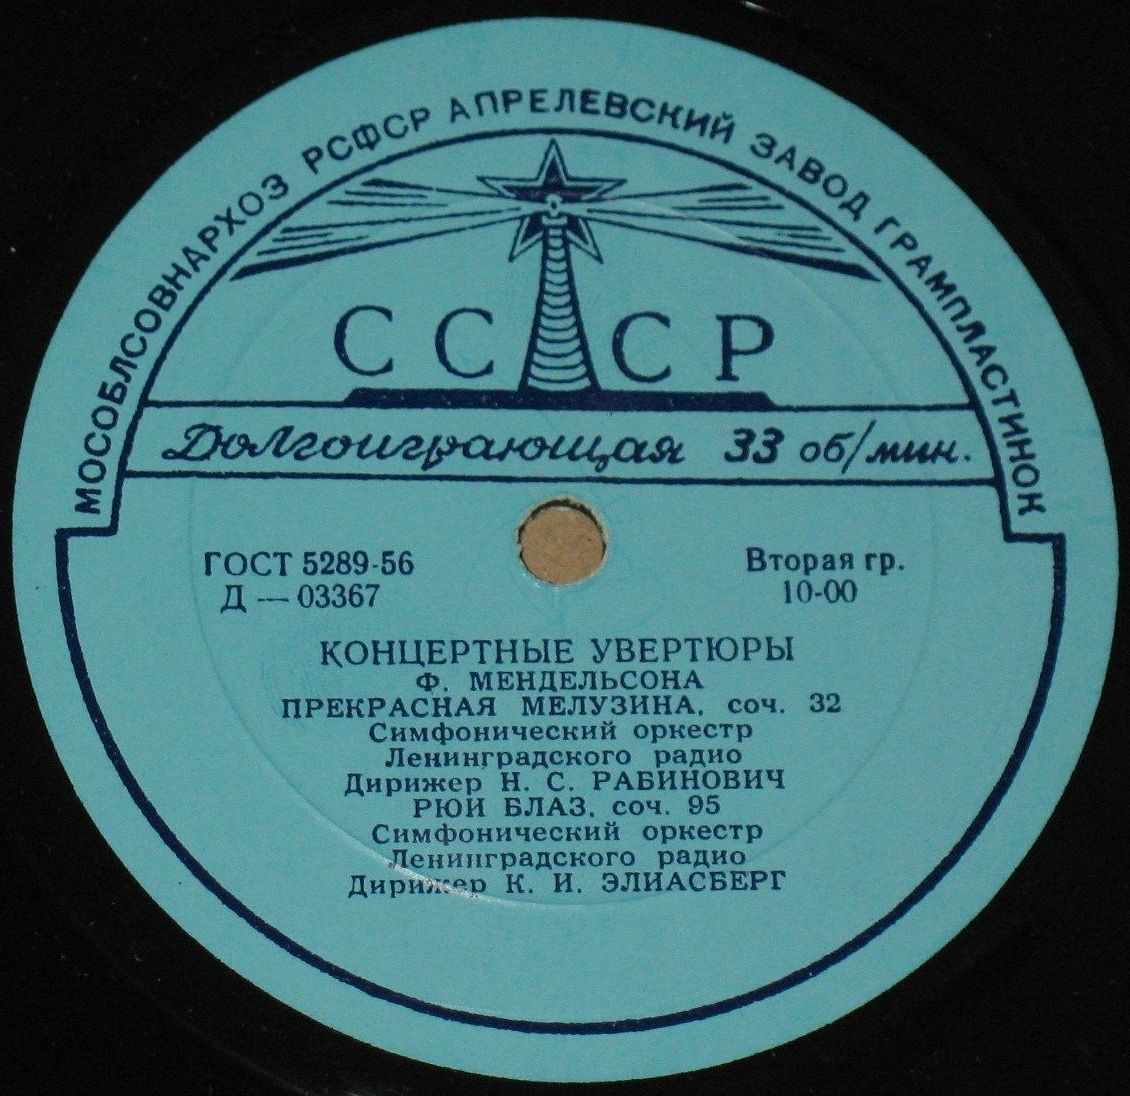 МОСОБЛСОВНАРХОЗ РСФСР АПРЕЛЕВСКИЙ ЗАВОД ГРАМПЛАСТИНОК
СССР
Долгоиграющая 33 об/мин.
ГОСТ 5289-56 Вторая гр.
Д — 03367 10-00
КОНЦЕРТНЫЕ УВЕРТЮРЫ
Ф. МЕНДЕЛЬСОНА
ПРЕКРАСНАЯ МЕЛУЗИНА, соч. 32
Симфонический оркестр
Ленинградского радио
Дирижер Н. С. РАБИНОВИЧ
РЮИ БЛАЗ, соч. 95
Симфонический оркестр
Ленинградского радио
Дирижер К. И. ЭЛИАСБЕРГ